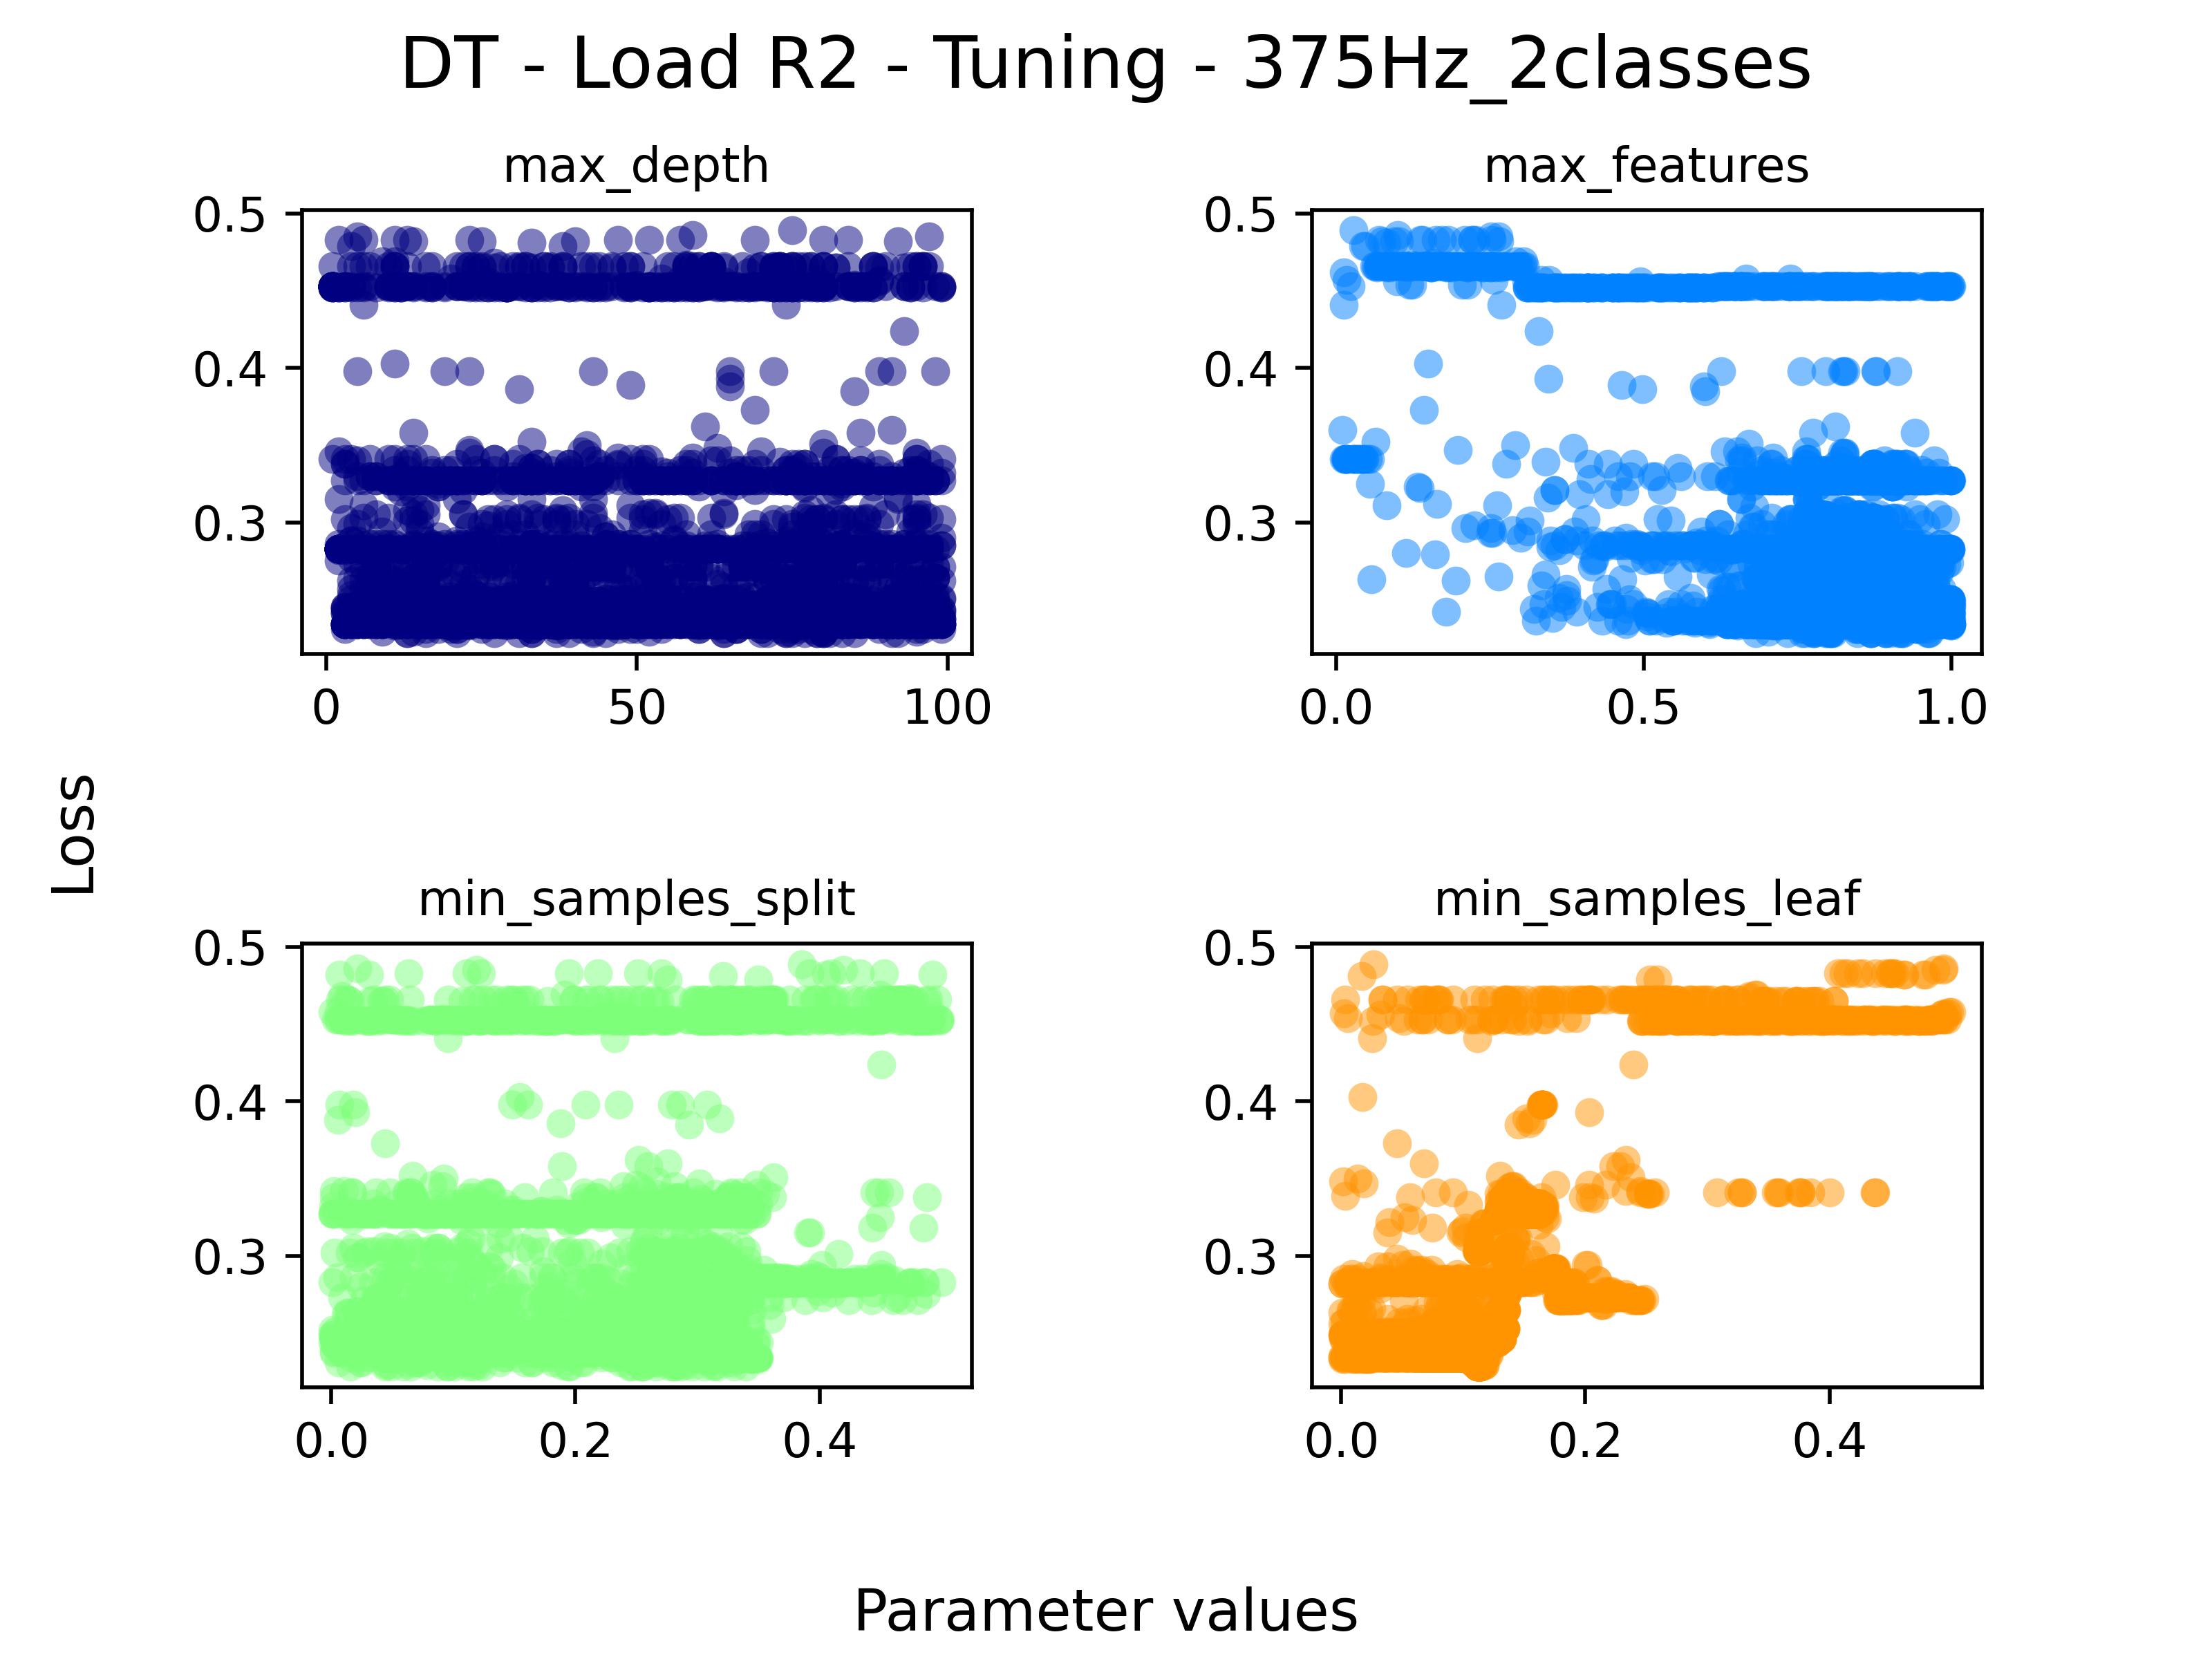 DT - Load R2 - Tuning - 375Hz_2classes
max_depth
max_features
0.5
0.4
0.3
0 50 100
0.5
0.4
0.3
0.0 0.5 1.0
Loss
min_samples_split
min_samples_leaf
0.5
0.4
0.3
0.0 0.2 0.4
0.5
0.4
0.3
0.0 0.2 0.4
Parameter values